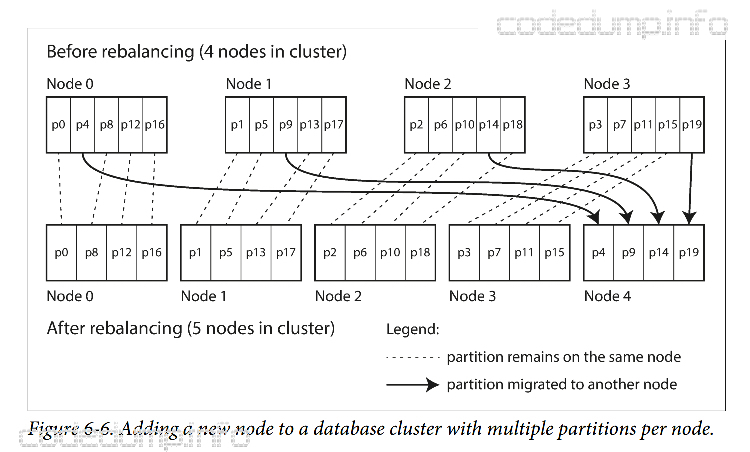 codedump.info
Before rebalancing (4 nodes in cluster)
Node 0 Node 1 Node 2 Node 3
p0 p4 p8 p12 p16 p1 p5 p9 p13 p17 p2 p6 p10 p14 p18 p3 p7 p11 p15 p19
p0 p8 p12 p16 p1 p5 p13 p17 p2 p6 p10 p18 p3 p7 p11 p15 p4 p9 p14 p19
Node 0 Node 1 Node 2 Node 3 Node 4
After rebalancing (5 nodes in cluster)
Legend:
partition remains on the same node
partition migrated to another node
Figure 6-6. Adding a new node to a database cluster with multiple partitions per node.
codedump.info